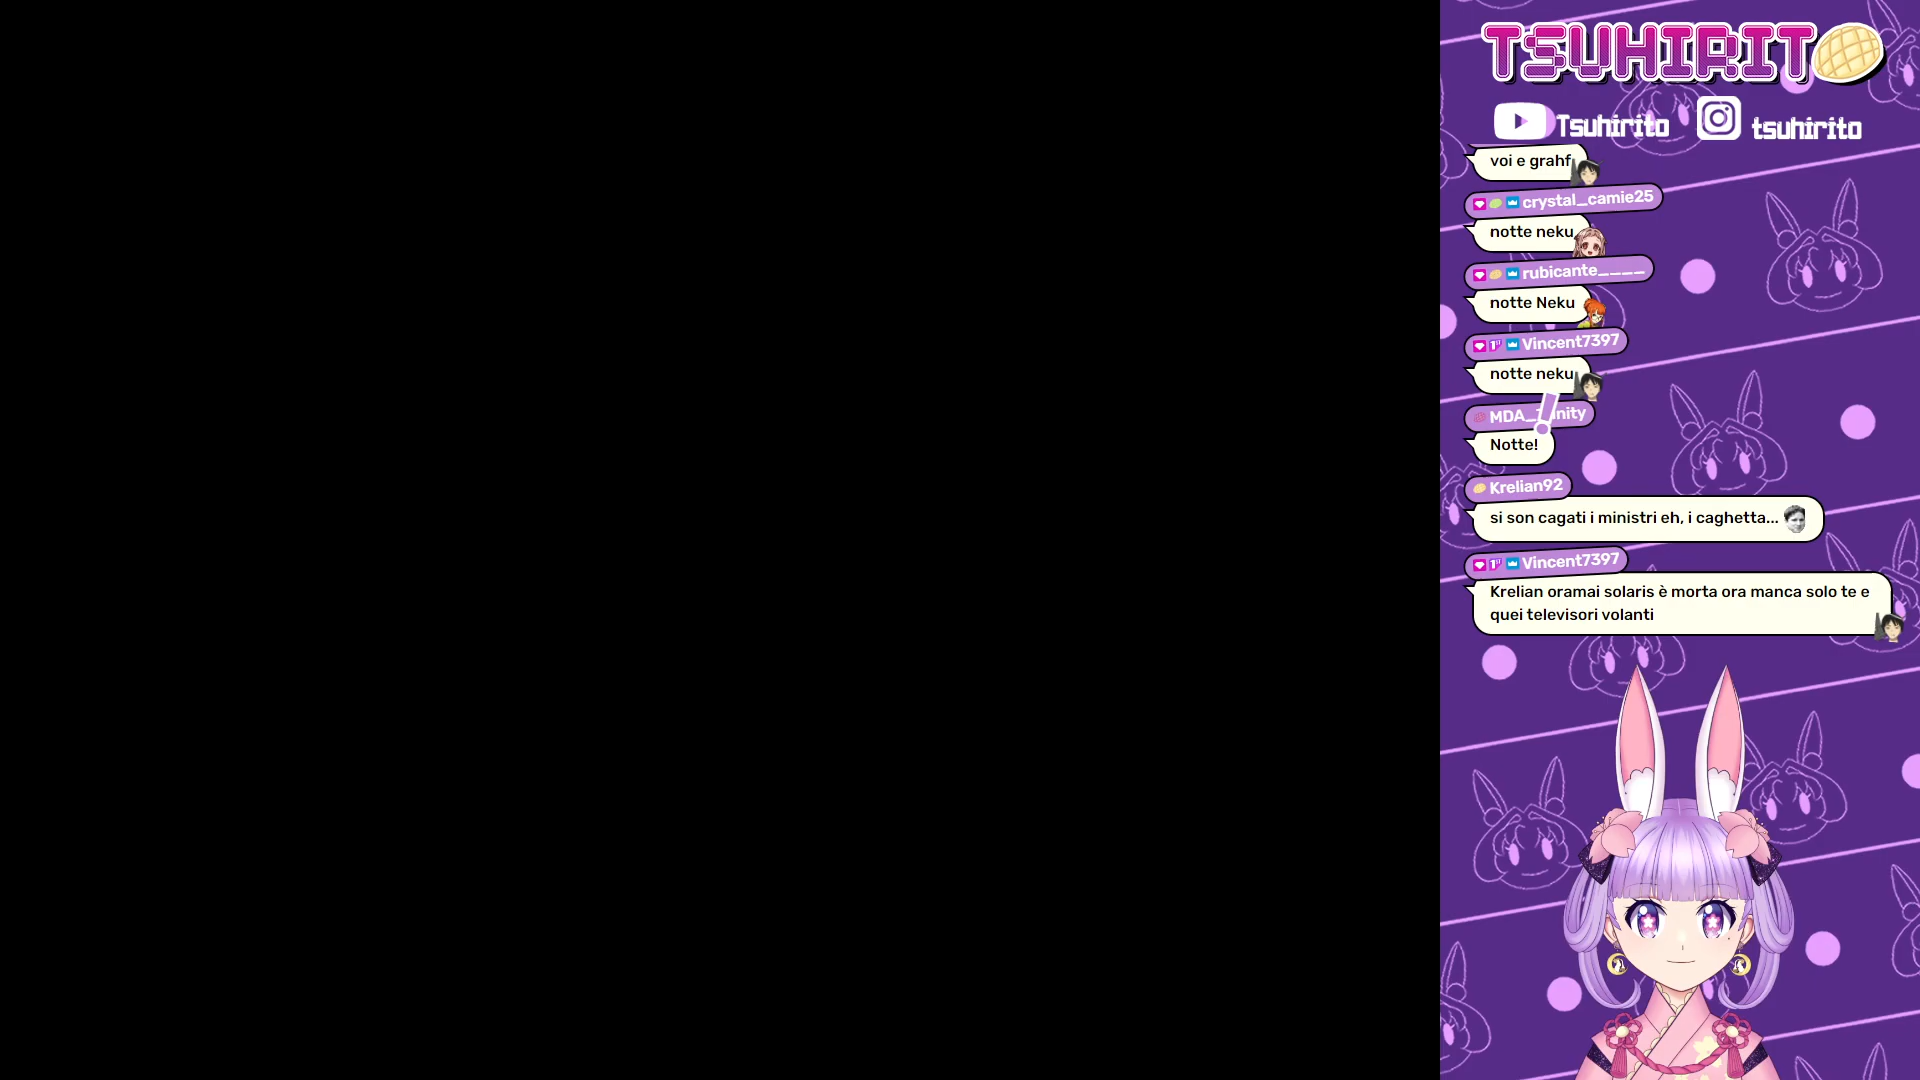 TSUHIRITO
Tsuhirito tsuhirito
voi e grahf
crystal_camie25
notte neku
rubicante____
notte Neku
Vincent7397
notte neku
Notte!
Krelian92
si son cagati i ministri eh, i caghetta...
Vincent7397
Krelian oramai solaris è morta ora manca solo te e
quei televisori volanti